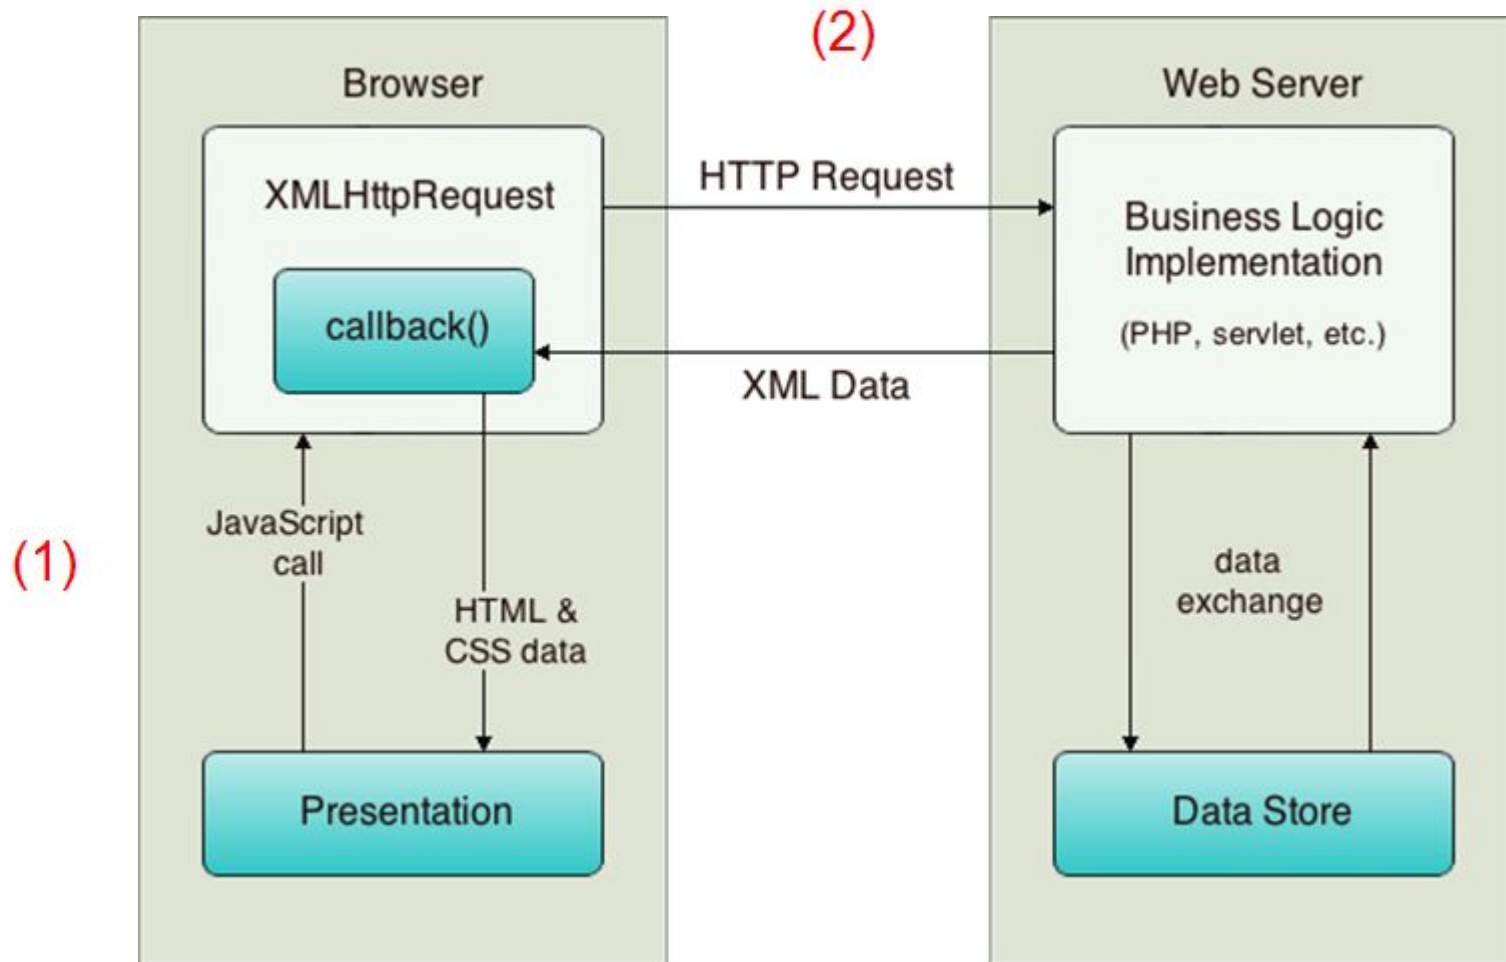 (2)
Browser
Web Server
XMLHttpRequest
HTTP Request
Business Logic
Implementation
(PHP, servlet, etc.)
callback()
XML Data
(1)
JavaScript
call
HTML &
CSS data
data
exchange
Presentation
Data Store